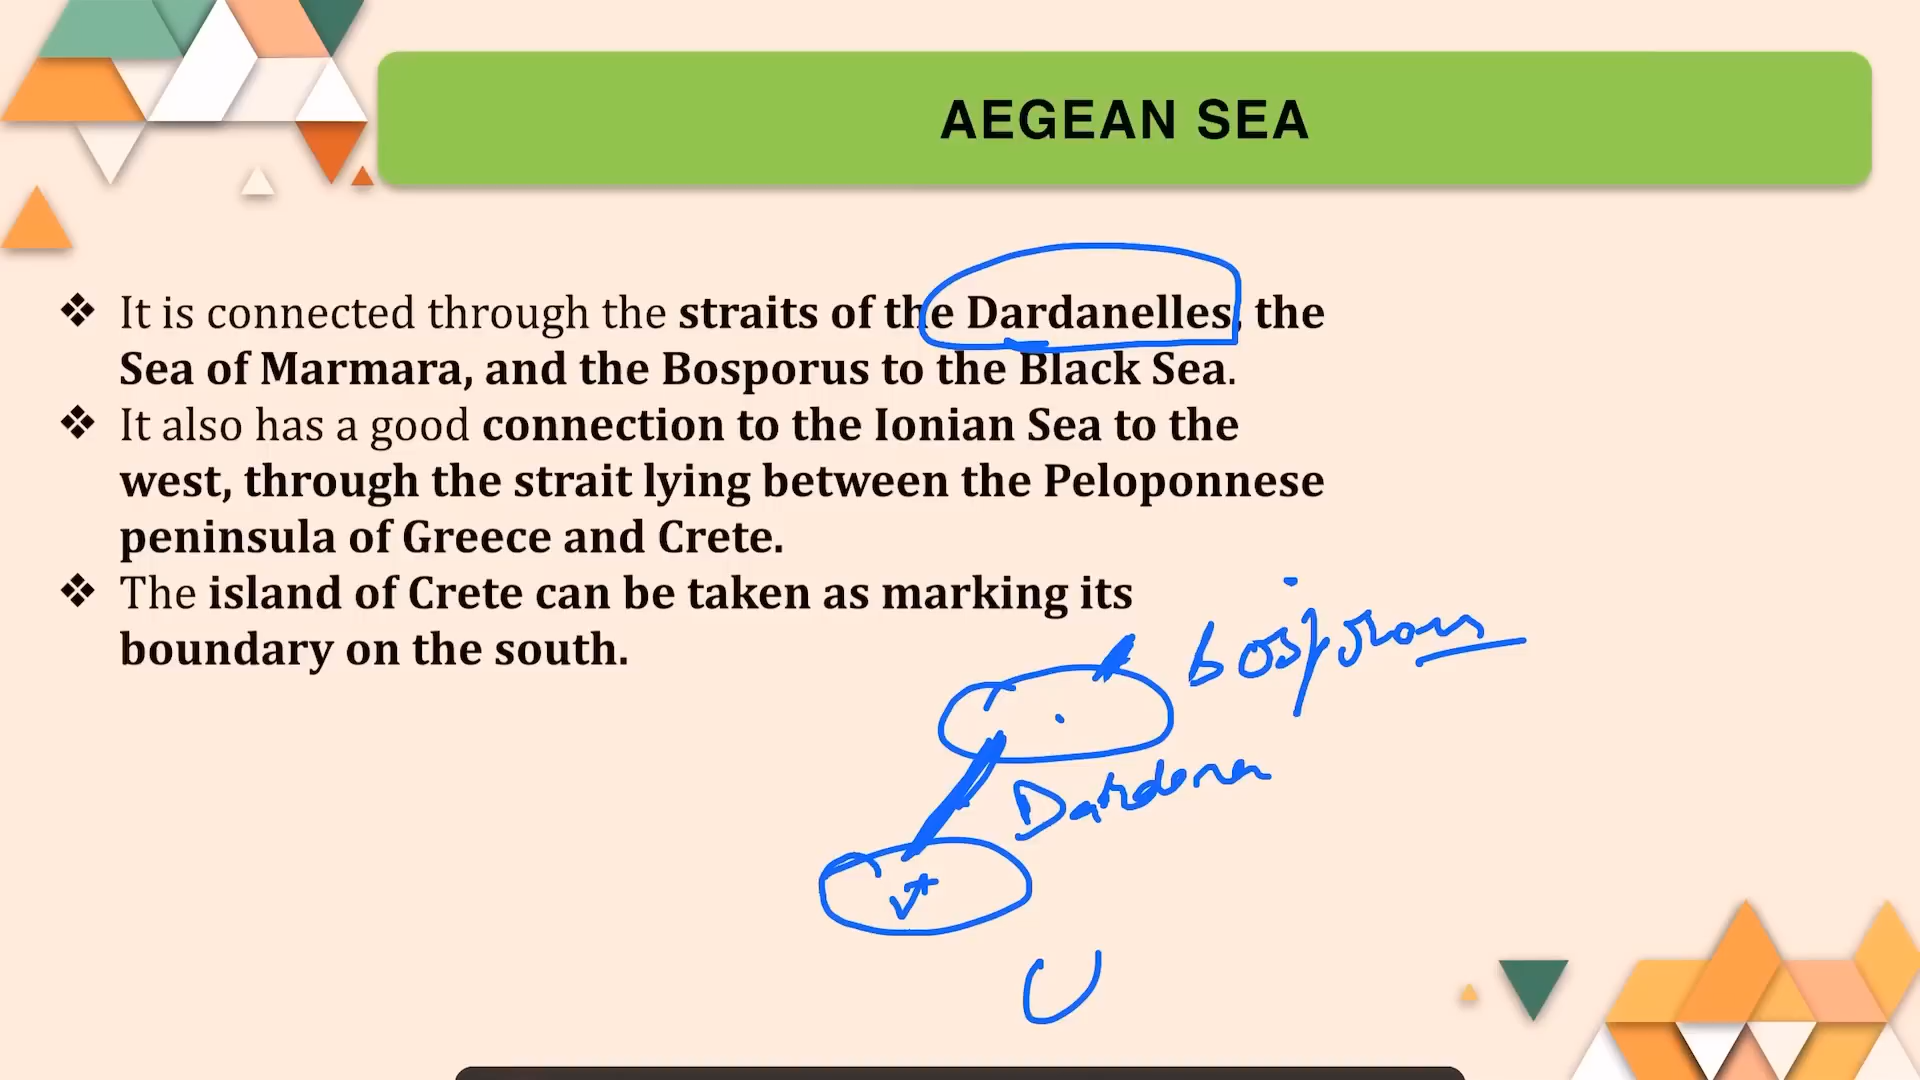 AEGEAN SEA
❖ It is connected through the straits of the Dardanelles, the
Sea of Marmara, and the Bosporus to the Black Sea.
❖ It also has a good connection to the Ionian Sea to the
west, through the strait lying between the Peloponnese
peninsula of Greece and Crete.
❖ The island of Crete can be taken as marking its
boundary on the south.